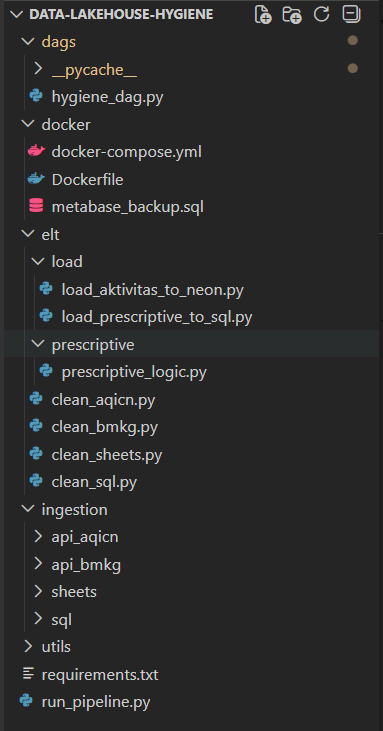 DATA-LAKEHOUSE-HYGIENE
dags
__pycache__
hygiene_dag.py
docker
docker-compose.yml
Dockerfile
metabase_backup.sql
elt
load
load_aktivitas_to_neon.py
load_prescriptive_to_sql.py
prescriptive
prescriptive_logic.py
clean_aqicn.py
clean_bmkg.py
clean_sheets.py
clean_sql.py
ingestion
api_aqicn
api_bmkg
sheets
sql
utils
requirements.txt
run_pipeline.py